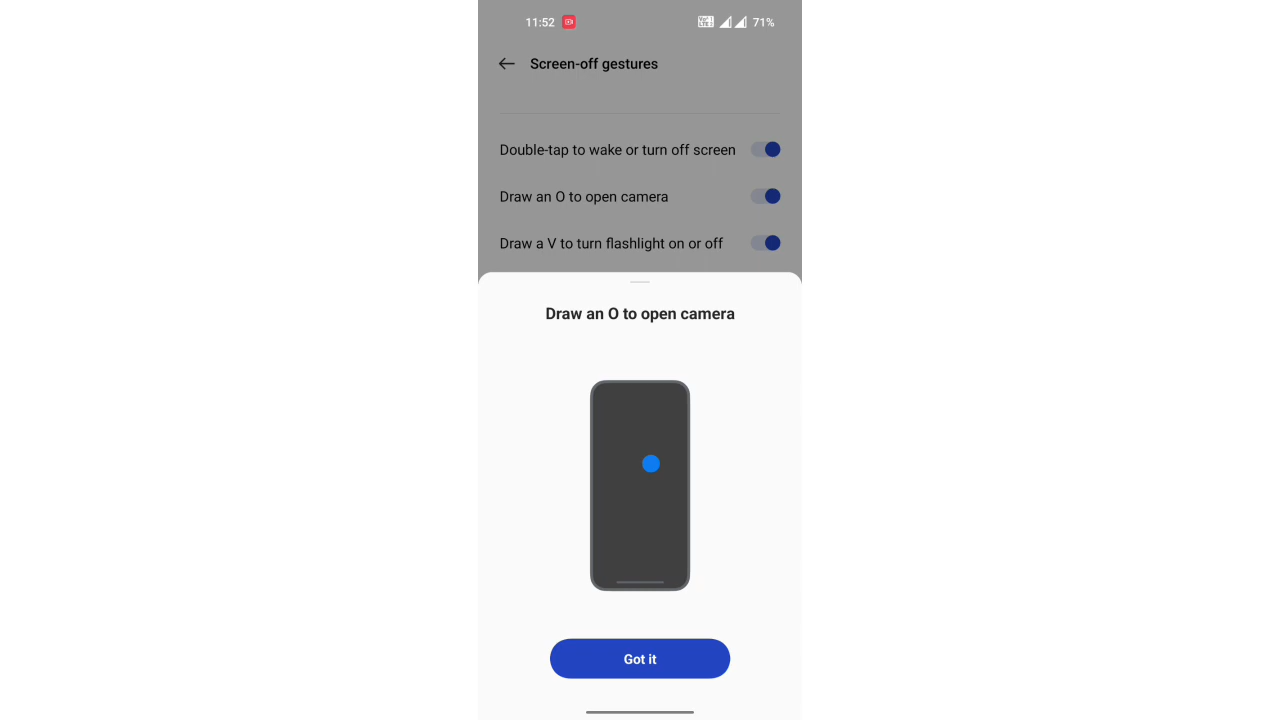 11:52 71%
Screen-off gestures
Double-tap to wake or turn off screen
Draw an O to open camera
Draw a V to turn flashlight on or off
Draw an O to open camera
Got it